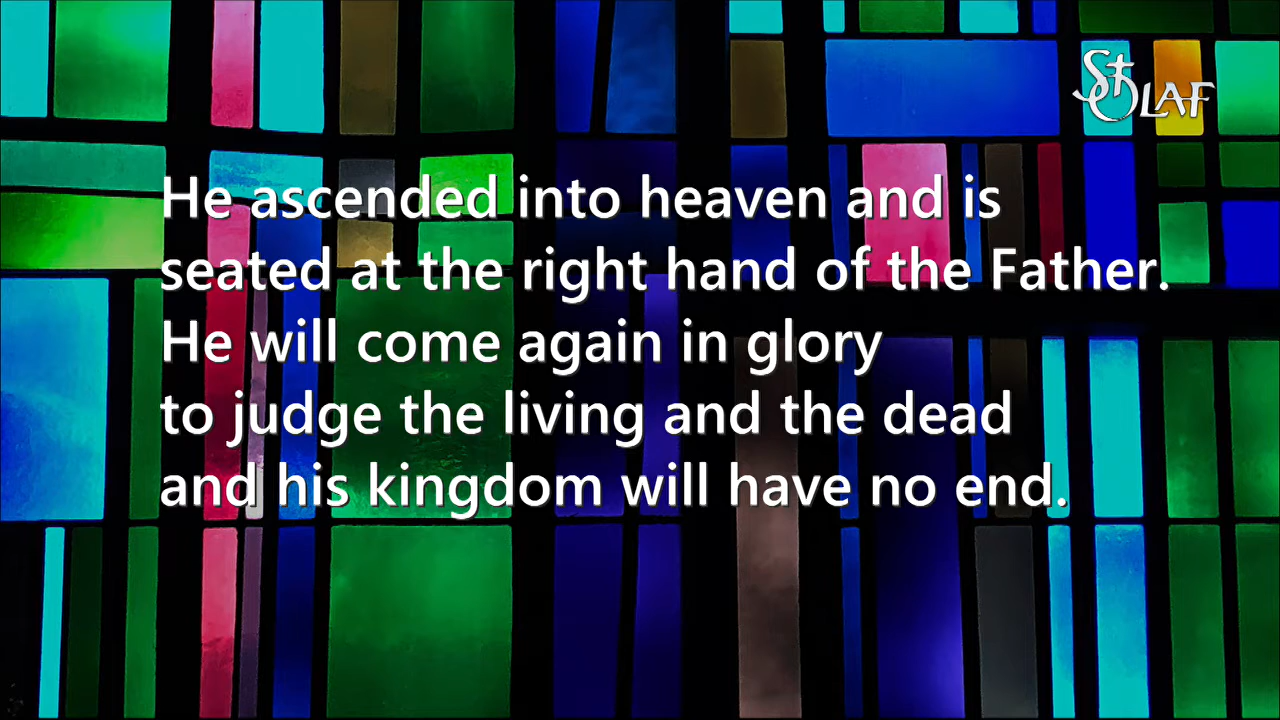 St OLAF
He ascended into heaven and is
seated at the right hand of the Father.
He will come again in glory
to judge the living and the dead
and his kingdom will have no end.